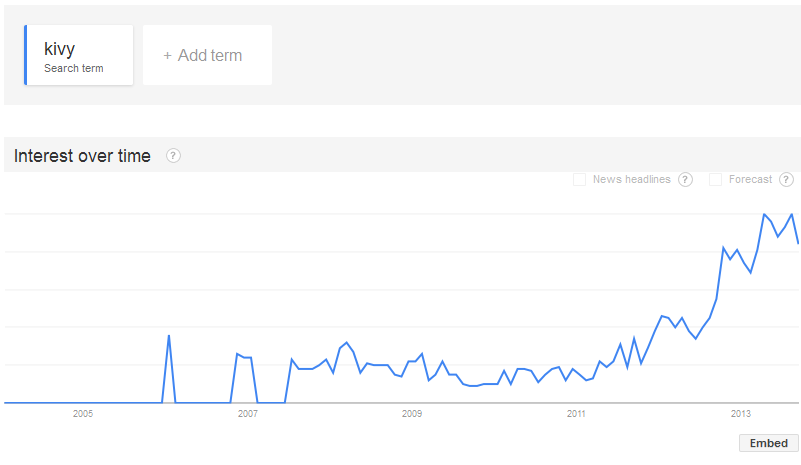 kivy
Search term
+ Add term
Interest over time ?
News headlines ? Forecast ?
2005 2007 2009 2011 2013
Embed